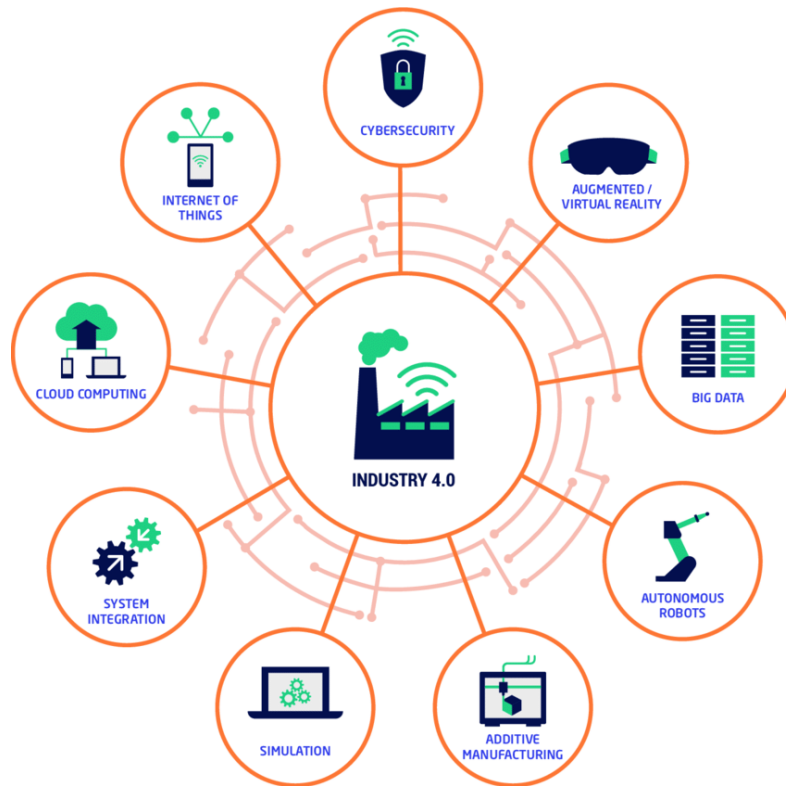 CYBERSECURITY
AUGMENTED /
VIRTUAL REALITY
BIG DATA
AUTONOMOUS
ROBOTS
ADDITIVE
MANUFACTURING
SIMULATION
SYSTEM
INTEGRATION
CLOUD COMPUTING
INTERNET OF
THINGS
INDUSTRY 4.0